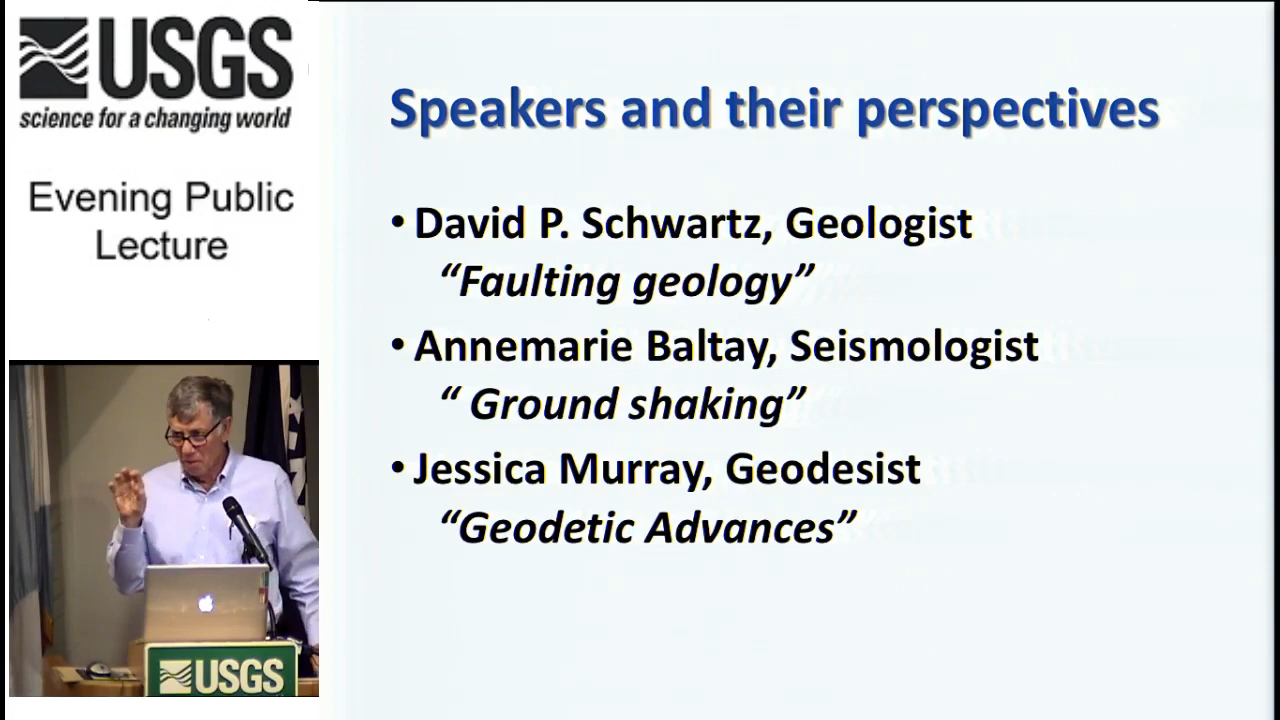 USGS
science for a changing world
Evening Public
Lecture
Speakers and their perspectives
• David P. Schwartz, Geologist
“Faulting geology”
• Annemarie Baltay, Seismologist
“ Ground shaking”
• Jessica Murray, Geodesist
“Geodetic Advances”
USGS